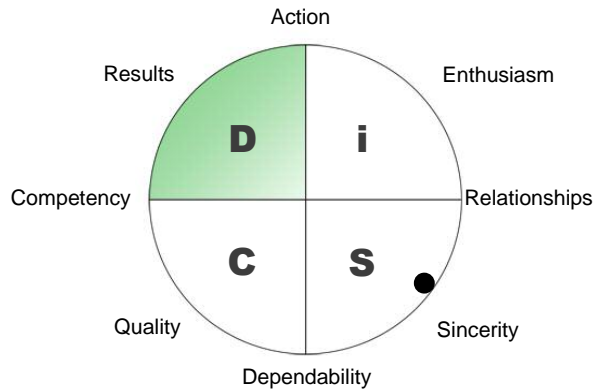 Action
Results
Enthusiasm
D
i
Competency
Relationships
C
S
Quality
Sincerity
Dependability